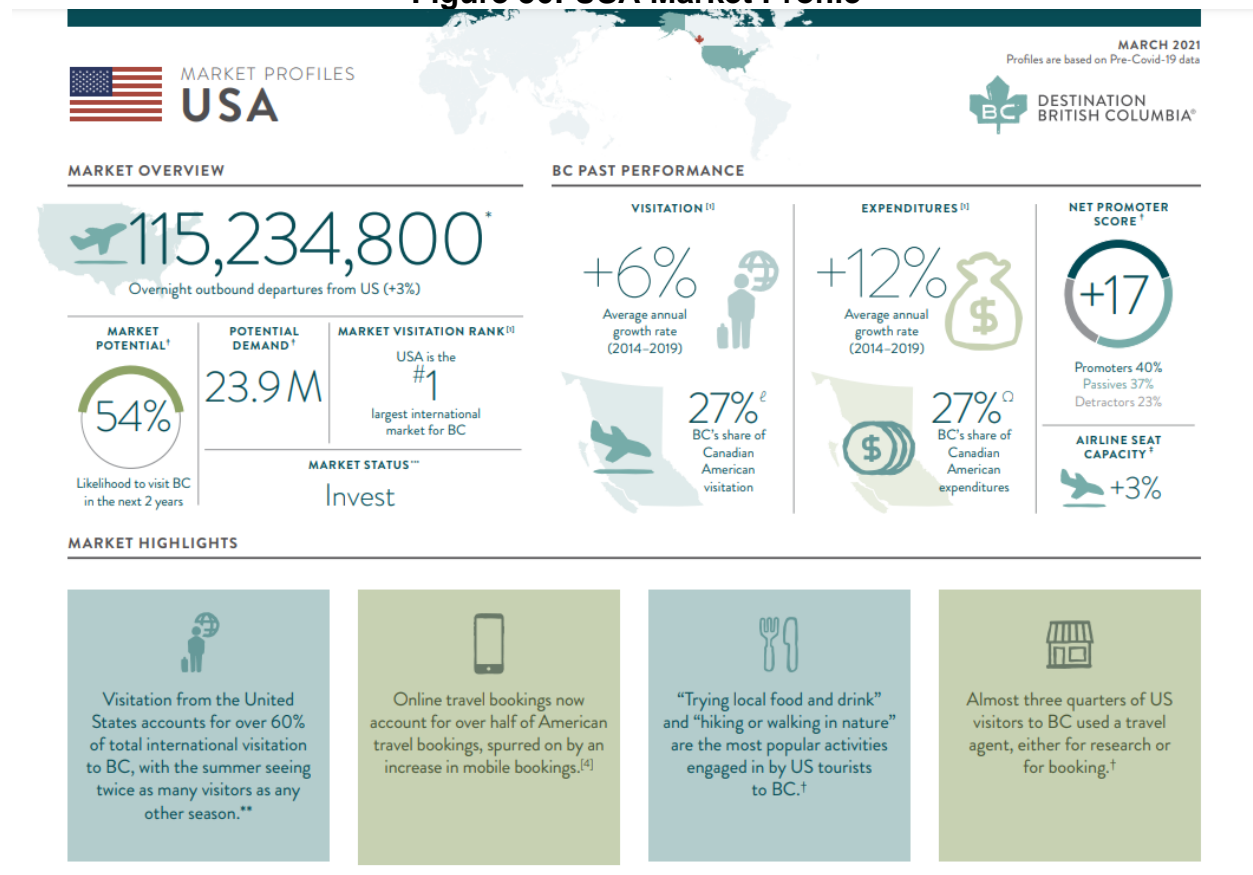 Figure 30: USA Market Profile
MARCH 2021
Profiles are based on Pre-Covid-19 data
MARKET PROFILES
USA
BC
DESTINATION
BRITISH COLUMBIA®
MARKET OVERVIEW
115,234,800*
Overnight outbound departures from US (+3%)
MARKET
POTENTIAL†
54%
Likelihood to visit BC
in the next 2 years
POTENTIAL
DEMAND†
23.9 M
MARKET VISITATION RANK[1]
USA is the
#1
largest international
market for BC
MARKET STATUS***
Invest
BC PAST PERFORMANCE
VISITATION [1]
+6%
Average annual
growth rate
(2014–2019)
27%ℓ
BC's share of
Canadian
American
visitation
EXPENDITURES [1]
+12%
Average annual
growth rate
(2014–2019)
$
$
27%Ω
BC's share of
Canadian
American
expenditures
NET PROMOTER
SCORE †
+17
Promoters 40%
Passives 37%
Detractors 23%
AIRLINE SEAT
CAPACITY ‡
+3%
MARKET HIGHLIGHTS
Visitation from the United
States accounts for over 60%
of total international visitation
to BC, with the summer seeing
twice as many visitors as any
other season.**
Online travel bookings now
account for over half of American
travel bookings, spurred on by an
increase in mobile bookings.[4]
“Trying local food and drink”
and “hiking or walking in nature”
are the most popular activities
engaged in by US tourists
to BC.†
Almost three quarters of US
visitors to BC used a travel
agent, either for research or
for booking.†